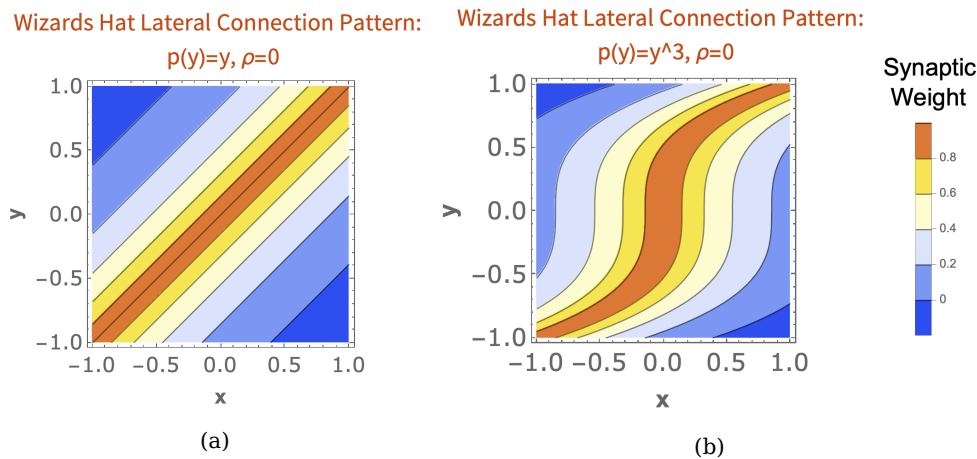 Wizards Hat Lateral Connection Pattern:
p(y)=y, ρ=0
1.0
0.5
0.0
−0.5
−1.0
y
−1.0 −0.5 0.0 0.5 1.0
x
(a)
Wizards Hat Lateral Connection Pattern:
p(y)=y^3, ρ=0
1.0
0.5
0.0
−0.5
−1.0
y
−1.0 −0.5 0.0 0.5 1.0
x
(b)
Synaptic
Weight
0.8
0.6
0.4
0.2
0